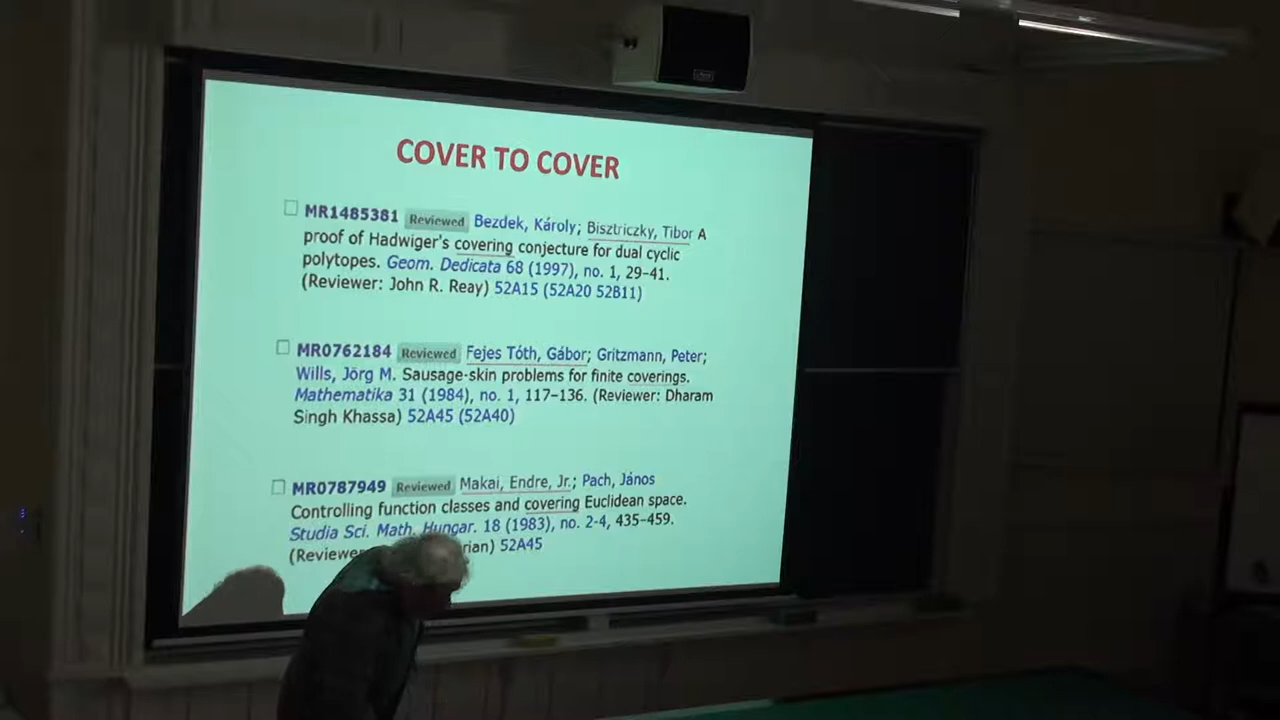 COVER TO COVER
MR1485381 Reviewed Bezdek, Károly; Bisztriczky, Tibor A
proof of Hadwiger's covering conjecture for dual cyclic
polytopes. Geom. Dedicata 68 (1997), no. 1, 29–41.
(Reviewer: John R. Reay) 52A15 (52A20 52B11)
MR0762184 Reviewed Fejes Tóth, Gábor; Gritzmann, Peter;
Wills, Jörg M. Sausage-skin problems for finite coverings.
Mathematika 31 (1984), no. 1, 117–136. (Reviewer: Dharam
Singh Khassa) 52A45 (52A40)
MR0787949 Reviewed Makai, Endre, Jr.; Pach, János
Controlling function classes and covering Euclidean space.
Studia Sci. Math. Hungar. 18 (1983), no. 2-4, 435–459.
(Reviewer rian) 52A45